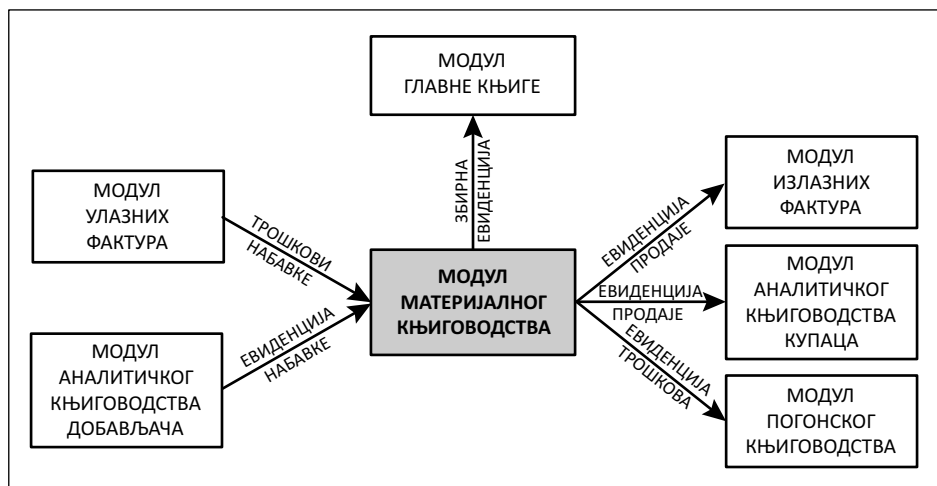 МОДУЛ
ГЛАВНЕ КЊИГЕ
ЗБИРНА
ЕВИДЕНЦИЈА
МОДУЛ
УЛАЗНИХ
ФАКТУРА
ТРОШКОВИ
НАБАВКЕ
МОДУЛ
АНАЛИТИЧКОГ
КЊИГОВОДСТВА
ДОБАВЉАЧА
ЕВИДЕНЦИЈА
НАБАВКЕ
МОДУЛ
МАТЕРИЈАЛНОГ
КЊИГОВОДСТВА
ЕВИДЕНЦИЈА
ПРОДАЈЕ
МОДУЛ
ИЗЛАЗНИХ
ФАКТУРА
ЕВИДЕНЦИЈА
ПРОДАЈЕ
МОДУЛ
АНАЛИТИЧКОГ
КЊИГОВОДСТВА
КУПАЦА
ЕВИДЕНЦИЈА
ТРОШКОВА
МОДУЛ
ПОГОНСКОГ
КЊИГОВОДСТВА